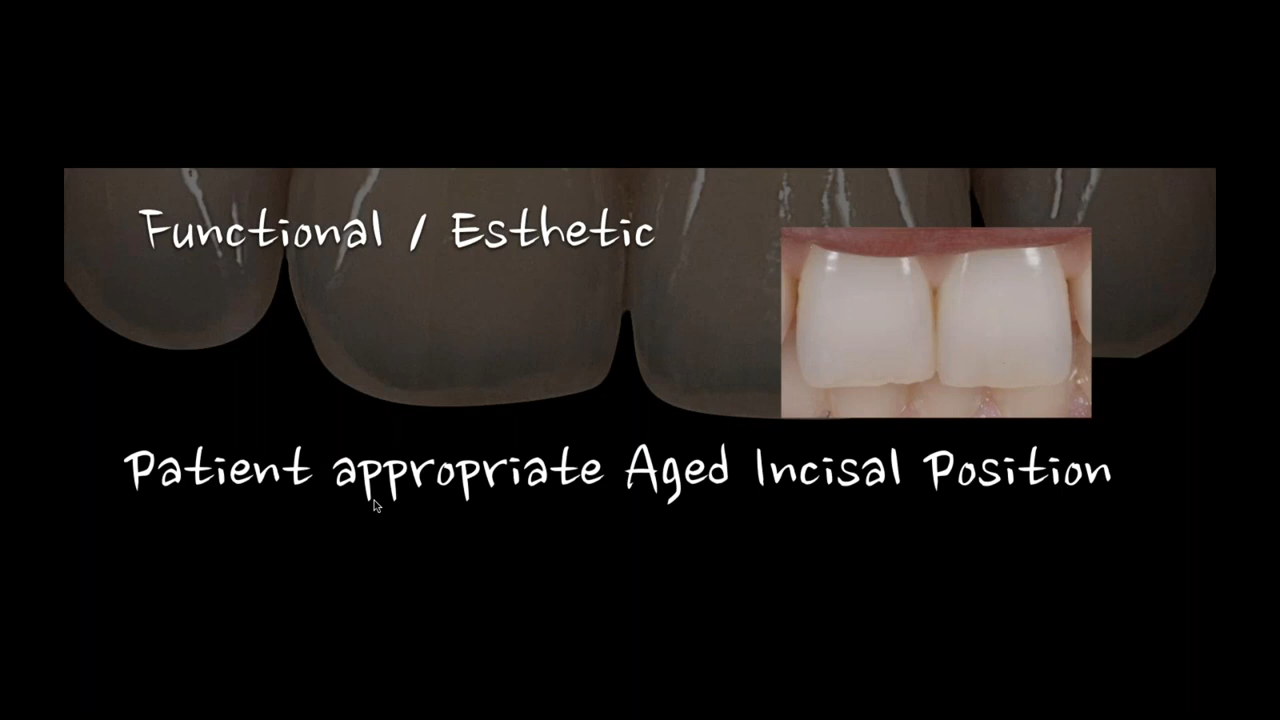 Functional / Esthetic
Patient appropriate Aged Incisal Position